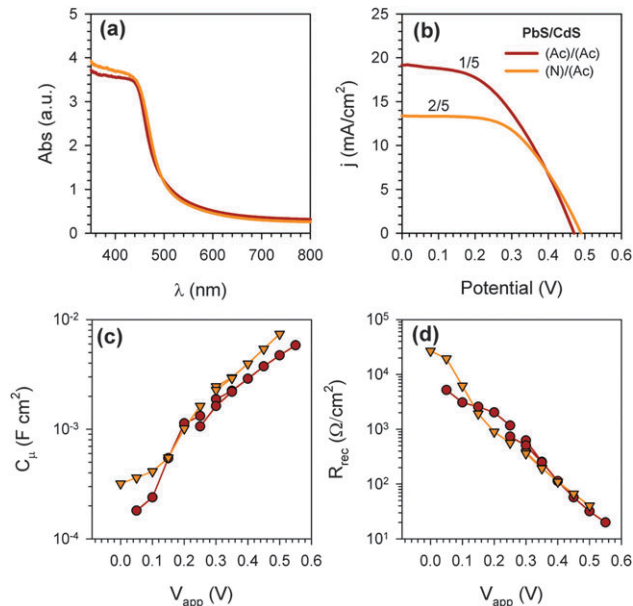 (a)
Abs (a.u.)
5
4
3
2
1
0
400 500 600 700 800
λ (nm)
(b)
PbS/CdS
(Ac)/(Ac)
(N)/(Ac)
1/5
2/5
j (mA/cm²)
25
20
15
10
5
0
0.0 0.1 0.2 0.3 0.4 0.5 0.6
Potential (V)
(c)
Cμ (F cm²)
10⁻²
10⁻³
10⁻⁴
0.0 0.1 0.2 0.3 0.4 0.5 0.6
Vapp (V)
(d)
Rrec (Ω/cm²)
10⁵
10⁴
10³
10²
10¹
0.0 0.1 0.2 0.3 0.4 0.5 0.6
Vapp (V)